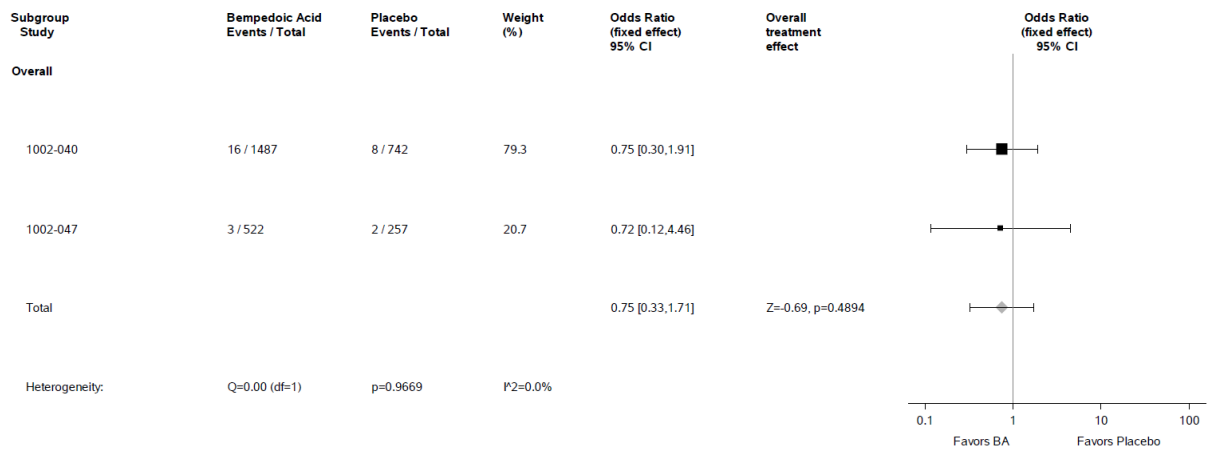 Subgroup Bempedoic Acid Placebo Weight Odds Ratio Overall Odds Ratio
Study Events / Total Events / Total (%) (fixed effect) treatment (fixed effect)
95% CI effect 95% CI
Overall
1002-040 16 / 1487 8 / 742 79.3 0.75 [0.30,1.91]
1002-047 3 / 522 2 / 257 20.7 0.72 [0.12,4.46]
Total 0.75 [0.33,1.71] Z=-0.69, p=0.4894
Heterogeneity: Q=0.00 (df=1) p=0.9669 I^2=0.0%
0.1 1 10 100
Favors BA Favors Placebo